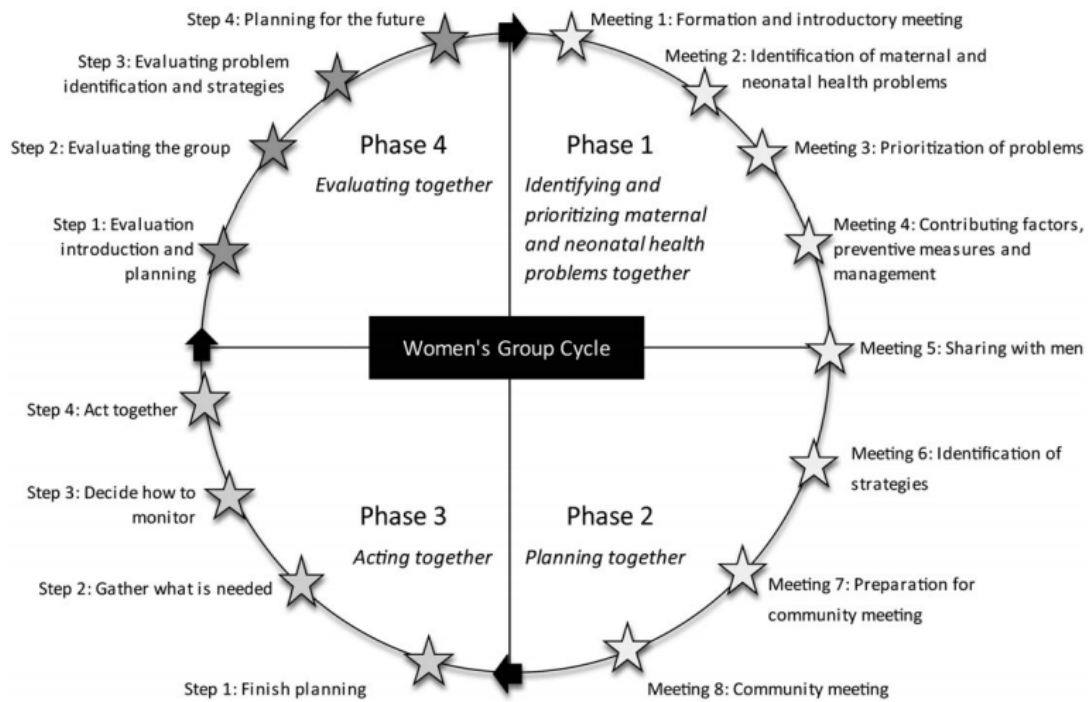 Step 4: Planning for the future
Meeting 1: Formation and introductory meeting
Step 3: Evaluating problem
identification and strategies
Meeting 2: Identification of maternal and
neonatal health problems
Step 2: Evaluating the group
Phase 4
Evaluating together
Phase 1
Identifying and
prioritizing maternal
and neonatal health
problems together
Meeting 3: Prioritization of problems
Step 1: Evaluation
introduction and
planning
Meeting 4: Contributing factors,
preventive measures and
management
Women's Group Cycle
Meeting 5: Sharing with men
Step 4: Act together
Meeting 6: Identification of
strategies
Step 3: Decide how to
monitor
Phase 3
Acting together
Phase 2
Planning together
Step 2: Gather what is needed
Meeting 7: Preparation for
community meeting
Step 1: Finish planning
Meeting 8: Community meeting